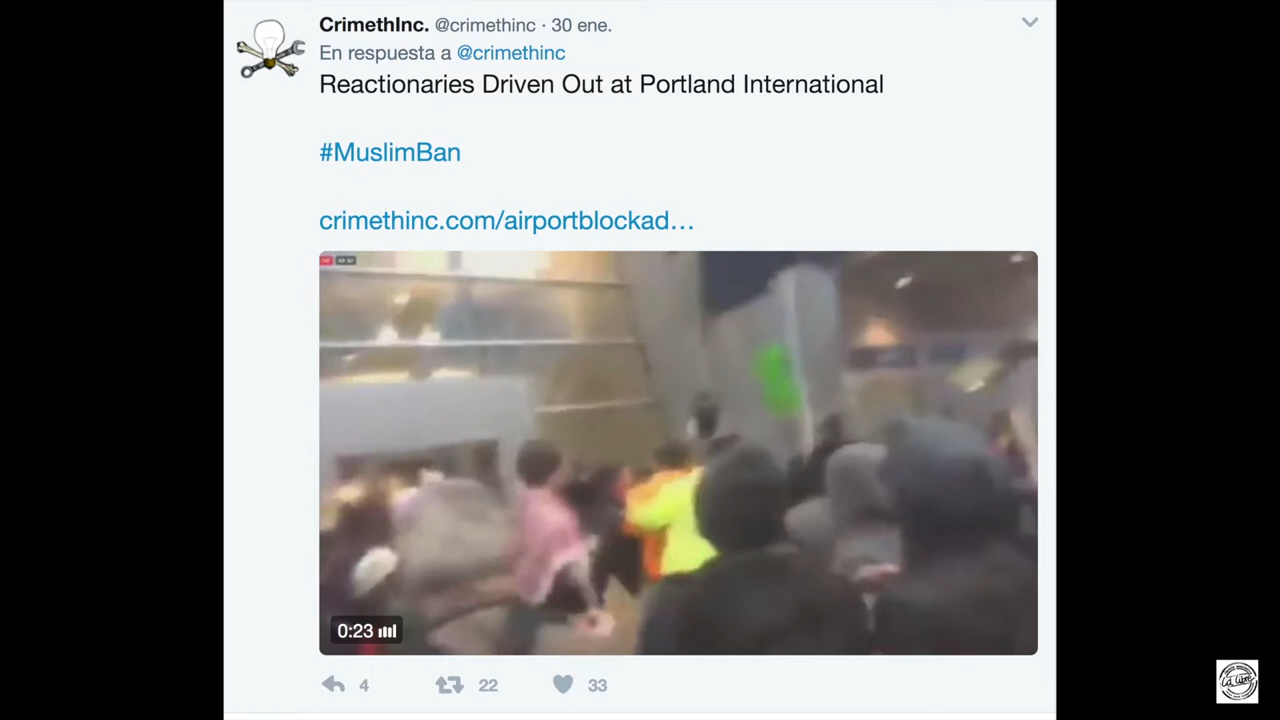 CrimethInc. @crimethinc · 30 ene.
En respuesta a @crimethinc
Reactionaries Driven Out at Portland International
#MuslimBan
crimethinc.com/airportblockad…
0:23
4 22 33